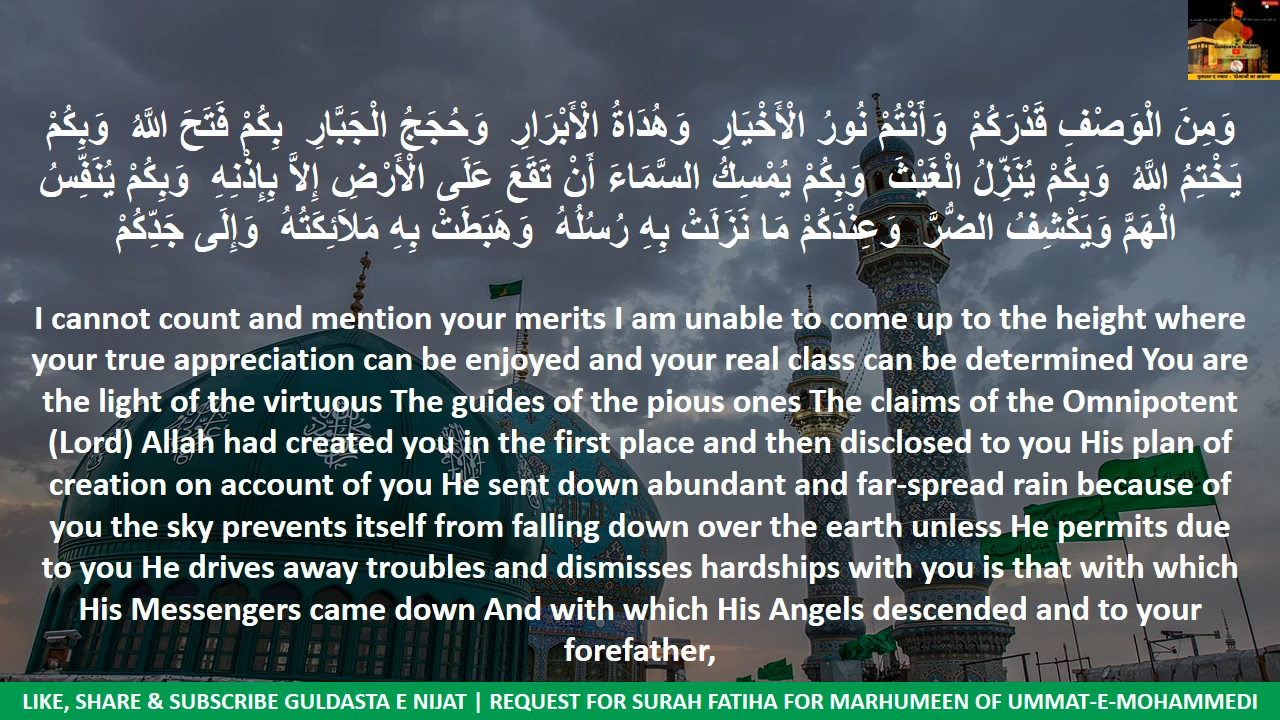 وَمِنَ الْوَصْفِ قَدْرَكُمْ  وَأَنْتُمْ نُورُ الْأَخْيَارِ  وَهُدَاةُ الْأَبْرَارِ  وَحُجَجُ الْجَبَّارِ  بِكُمْ فَتَحَ اللَّهُ  وَبِكُمْ
يَخْتِمُ اللَّهُ  وَبِكُمْ يُنَزِّلُ الْغَيْثَ  وَبِكُمْ يُمْسِكُ السَّمَاءَ أَنْ تَقَعَ عَلَى الْأَرْضِ إِلاَّ بِإِذْنِهِ  وَبِكُمْ يُنَفِّسُ
الْهَمَّ وَيَكْشِفُ الضُّرَّ  وَعِنْدَكُمْ مَا نَزَلَتْ بِهِ رُسُلُهُ  وَهَبَطَتْ بِهِ مَلاَئِكَتُهُ  وَإِلَى جَدِّكُمْ
I cannot count and mention your merits I am unable to come up to the height where
your true appreciation can be enjoyed and your real class can be determined You are
the light of the virtuous The guides of the pious ones The claims of the Omnipotent
(Lord) Allah had created you in the first place and then disclosed to you His plan of
creation on account of you He sent down abundant and far-spread rain because of
you the sky prevents itself from falling down over the earth unless He permits due
to you He drives away troubles and dismisses hardships with you is that with which
His Messengers came down And with which His Angels descended and to your
forefather,
LIKE, SHARE & SUBSCRIBE GULDASTA E NIJAT | REQUEST FOR SURAH FATIHA FOR MARHUMEEN OF UMMAT-E-MOHAMMEDI